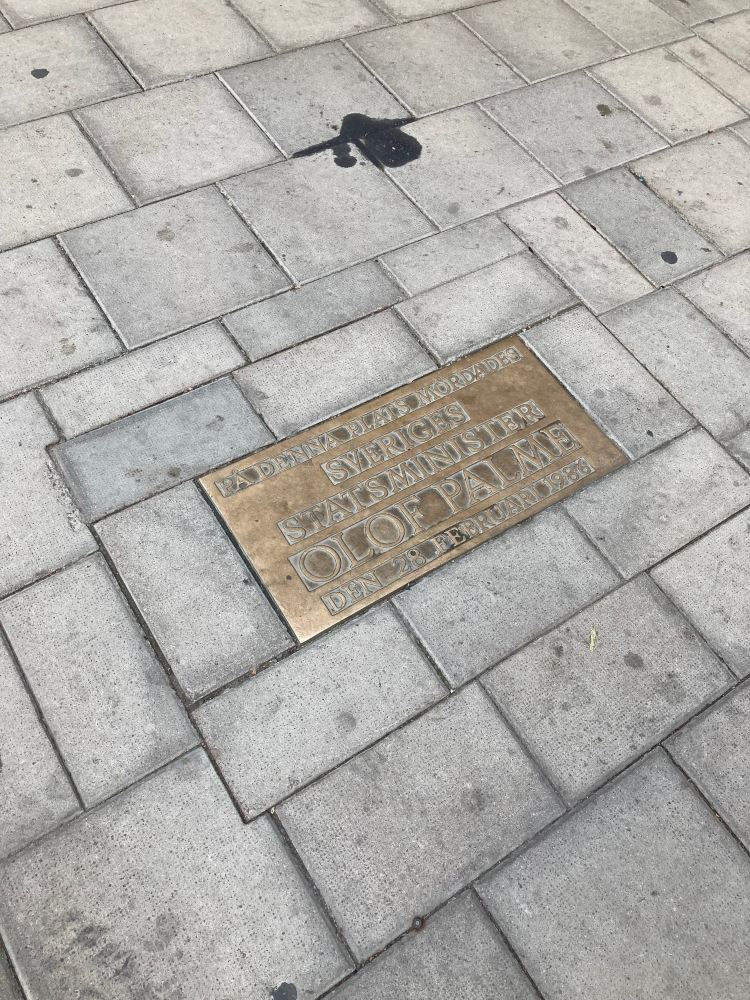 PÅ DENNA PLATS MÖRDADES
SVERIGES
STATSMINISTER
OLOF PALME
DEN 28 FEBRUARI 1986